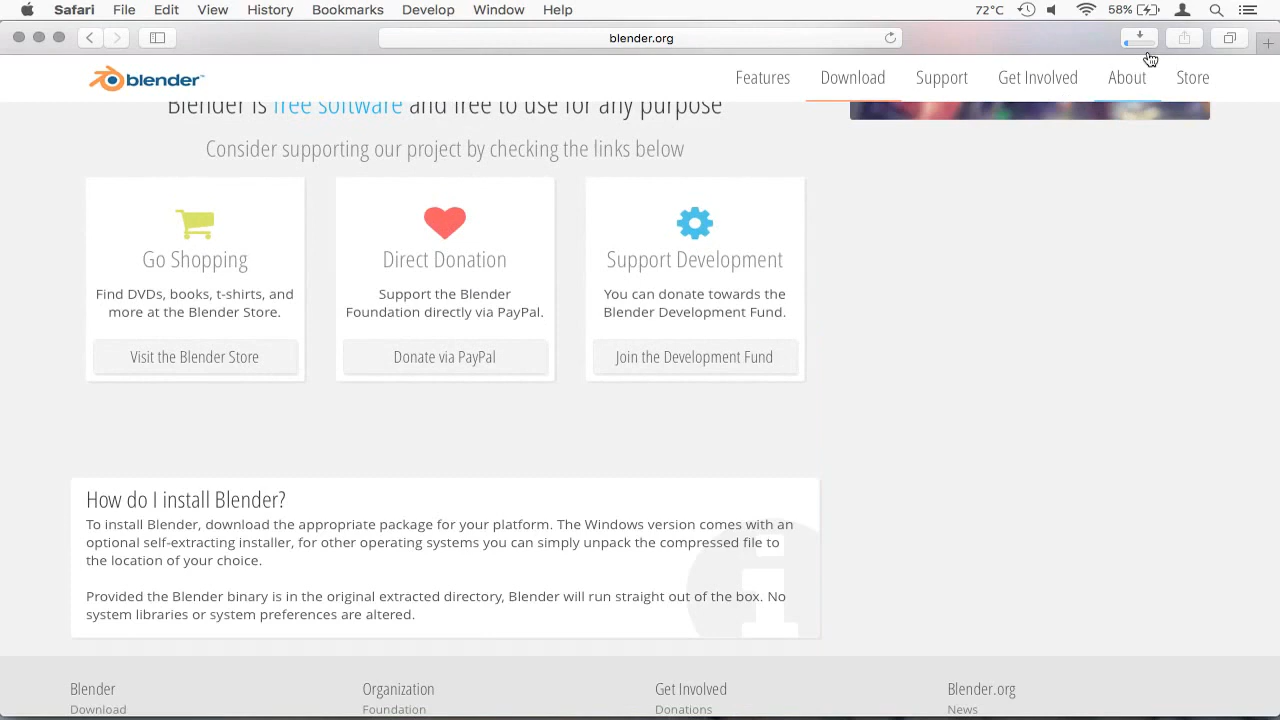 Safari File Edit View History Bookmarks Develop Window Help 72°C 58%
blender.org
blender Features Download Support Get Involved About Store
Blender is free software and free to use for any purpose
Consider supporting our project by checking the links below
Go Shopping
Find DVDs, books, t-shirts, and
more at the Blender Store.
Visit the Blender Store
Direct Donation
Support the Blender
Foundation directly via PayPal.
Donate via PayPal
Support Development
You can donate towards the
Blender Development Fund.
Join the Development Fund
How do I install Blender?
To install Blender, download the appropriate package for your platform. The Windows version comes with an
optional self-extracting installer, for other operating systems you can simply unpack the compressed file to
the location of your choice.
Provided the Blender binary is in the original extracted directory, Blender will run straight out of the box. No
system libraries or system preferences are altered.
Blender Organization Get Involved Blender.org
Download Foundation Donations News